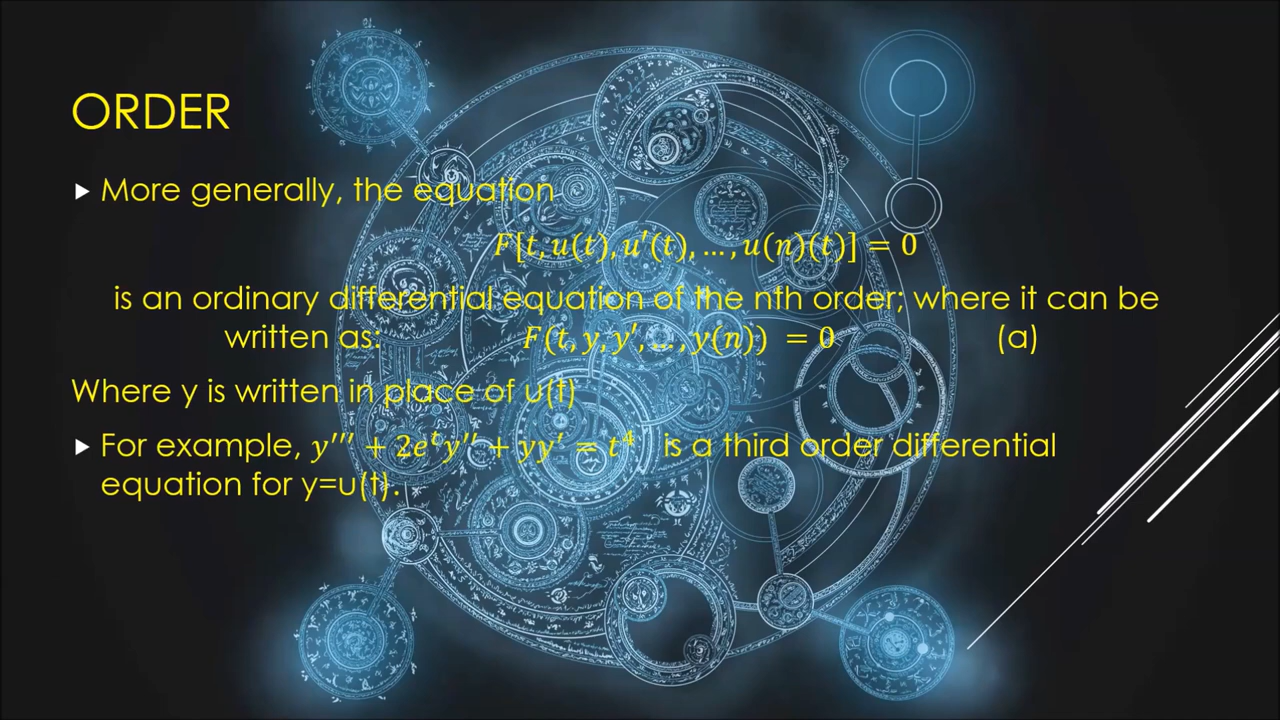 ORDER
More generally, the equation
F[t, u(t), u′(t), … , u(n)(t)] = 0
is an ordinary differential equation of the nth order; where it can be
written as: F(t, y, y′, … , y(n)) = 0 (a)
Where y is written in place of u(t)
For example, y′′′ + 2eᵗy′′ + yy′ = t⁴ is a third order differential
equation for y=u(t).